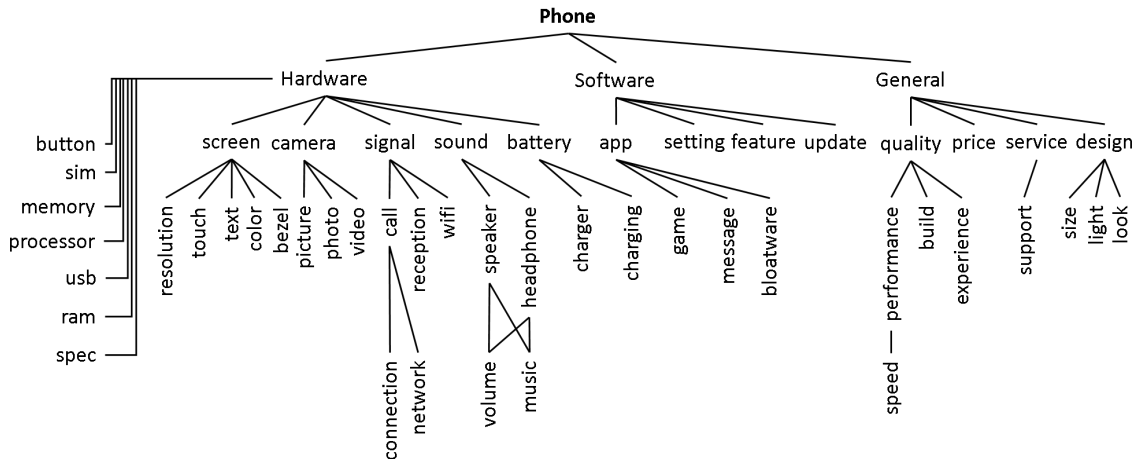 Phone
Hardware Software General
screen camera signal sound battery app setting feature update quality price service design
button
sim
memory
processor
usb
ram
spec
resolution
touch
text
color
bezel
picture
photo
video
call
reception
wifi
speaker
headphone
charger
charging
game
message
bloatware
performance
build
experience
support
size
light
look
connection
network
volume
music
speed